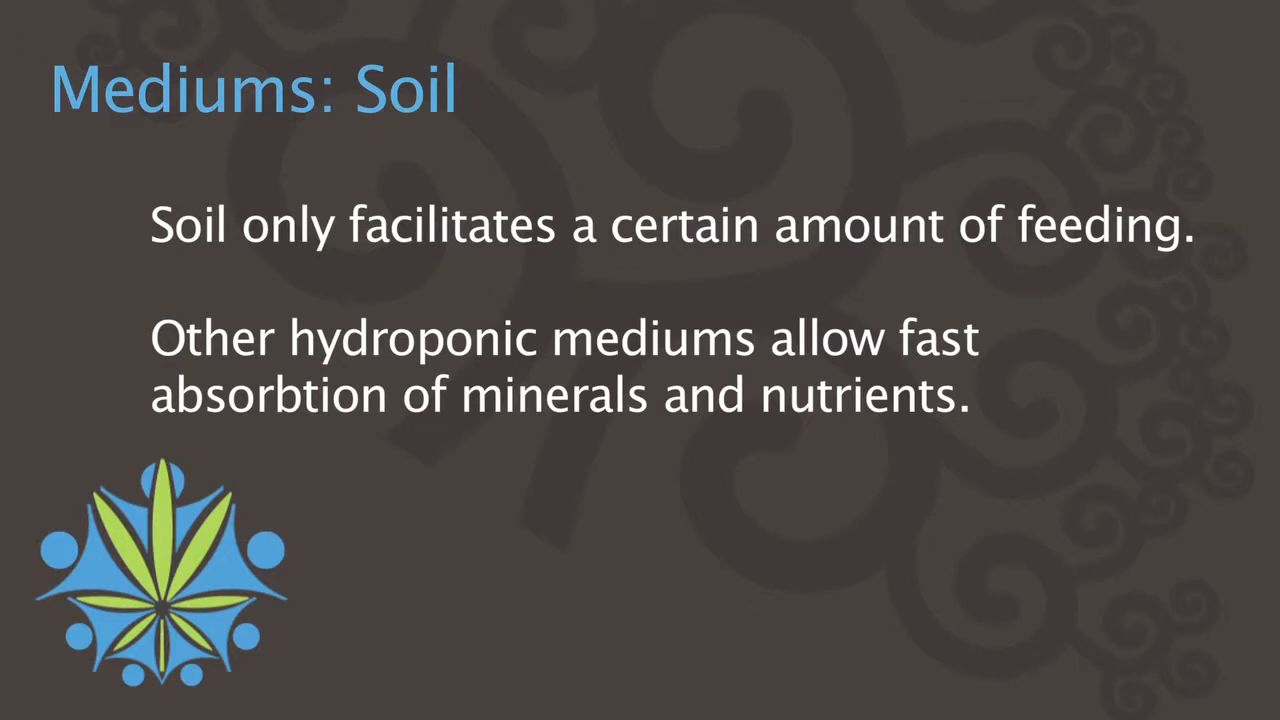 Mediums: Soil
Soil only facilitates a certain amount of feeding.
Other hydroponic mediums allow fast
absorbtion of minerals and nutrients.